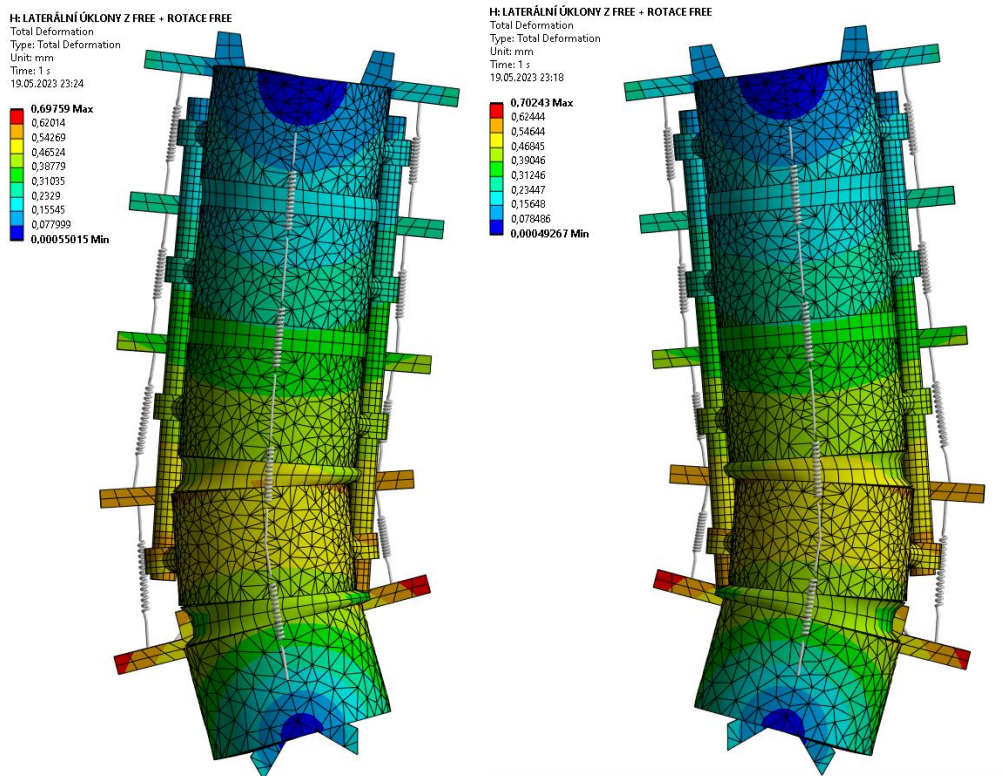 H: LATERÁLNÍ ÚKLONY Z FREE + ROTACE FREE
Total Deformation
Type: Total Deformation
Unit: mm
Time: 1 s
19.05.2023 23:24
0,69759 Max
0,62014
0,54269
0,46524
0,38779
0,31035
0,2329
0,15545
0,077999
0,00055015 Min
H: LATERÁLNÍ ÚKLONY Z FREE + ROTACE FREE
Total Deformation
Type: Total Deformation
Unit: mm
Time: 1 s
19.05.2023 23:18
0,70243 Max
0,62444
0,54644
0,46845
0,39046
0,31246
0,23447
0,15648
0,078486
0,00049267 Min